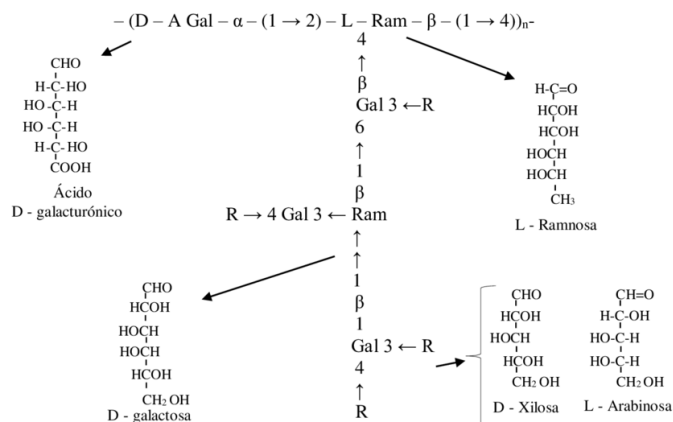 – (D – A Gal – α – (1 → 2) – L – Ram – β – (1 → 4))n-
4
↑
β
Gal 3 ←R
6
↑
1
β
R → 4 Gal 3 ← Ram
↑
↑
1
β
1
Gal 3 ← R
4
↑
R
CHO
H-C-HO
HO -C-H
HO -C-H
H-C- HO
COOH
Ácido
D - galacturónico
H-C=O
HCOH
HCOH
HOCH
HOCH
CH3
L - Ramnosa
CHO
HCOH
HOCH
HOCH
HCOH
CH2 OH
D - galactosa
CHO
HCOH
HOCH
HCOH
CH2 OH
D - Xilosa
CH=O
H-C-OH
HO-C-H
HO-C-H
CH2 OH
L - Arabinosa